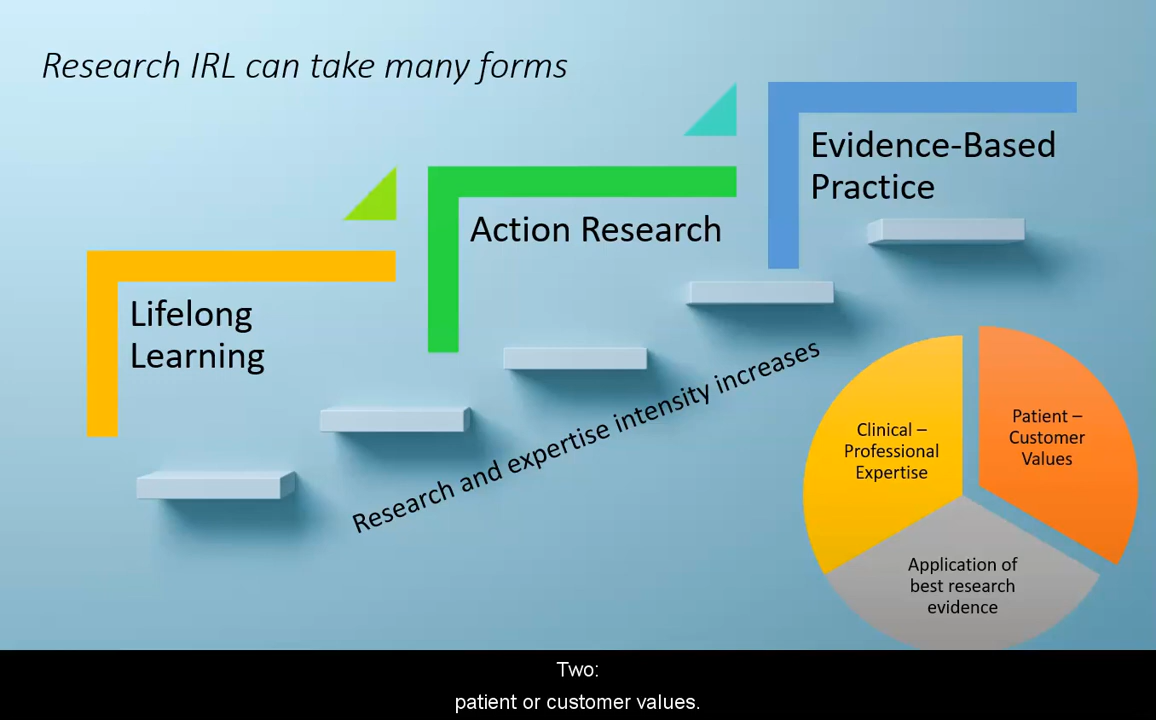 Research IRL can take many forms
Lifelong
Learning
Action Research
Evidence-Based
Practice
Research and expertise intensity increases
Clinical –
Professional
Expertise
Patient –
Customer
Values
Application of
best research
evidence
Two:
patient or customer values.